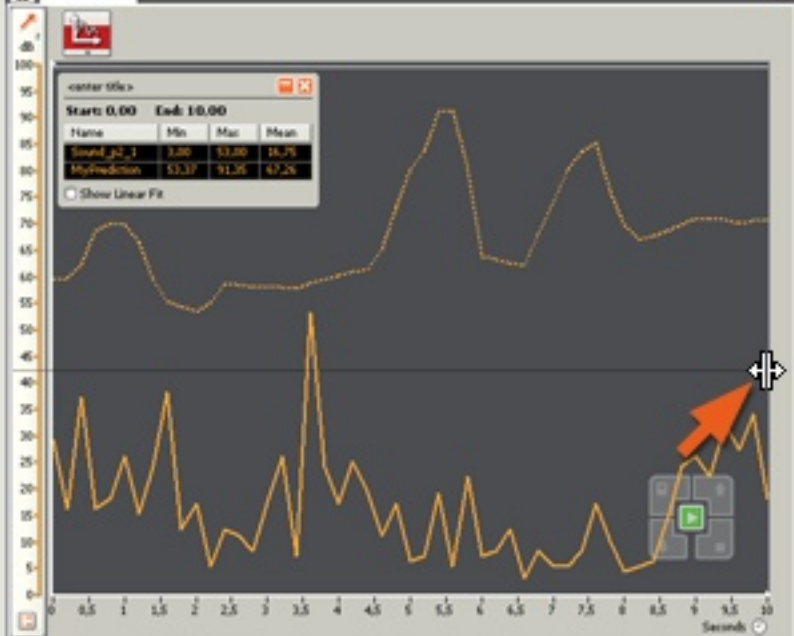 db
<enter title>
Start: 0,00 End: 10,00
Name Min Max Mean
Sound_p2_1 3,00 53,00 16,75
MyPrediction 53,37 91,35 67,26
Show Linear Fit
100
95
90
85
80
75
70
65
60
55
50
45
40
35
30
25
20
15
10
5
0
0 0,5 1 1,5 2 2,5 3 3,5 4 4,5 5 5,5 6 6,5 7 7,5 8 8,5 9 9,5 10
Seconds